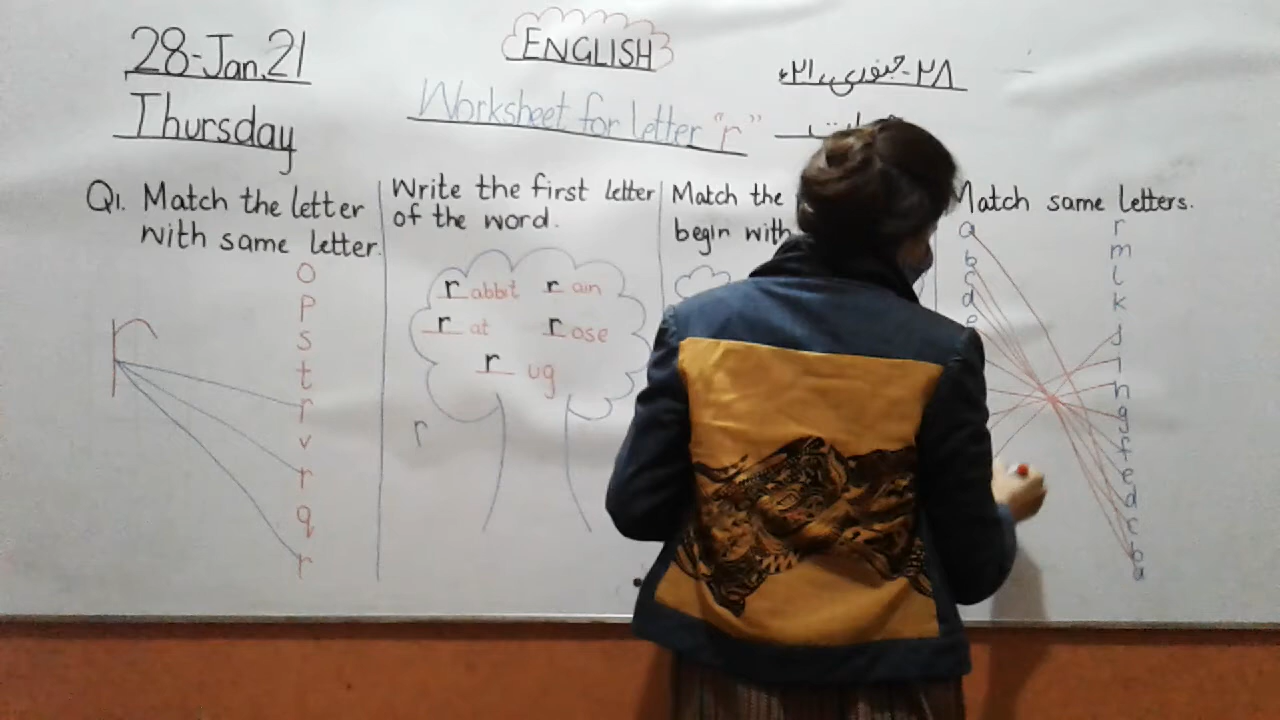 28-Jan,21
ENGLISH
۲۸-جنوری،۲۱ء
Thursday
Worksheet for letter "r"
Q1. Match the letter
with same letter.
o
p
s
t
r
v
r
q
r
r
Write the first letter
of the word.
r abbit r ain
r at r ose
r ug
r
Match the
begin with
Match same letters.
a
b
c
d
e
r
m
l
k
j
i
h
g
f
e
d
c
b
a